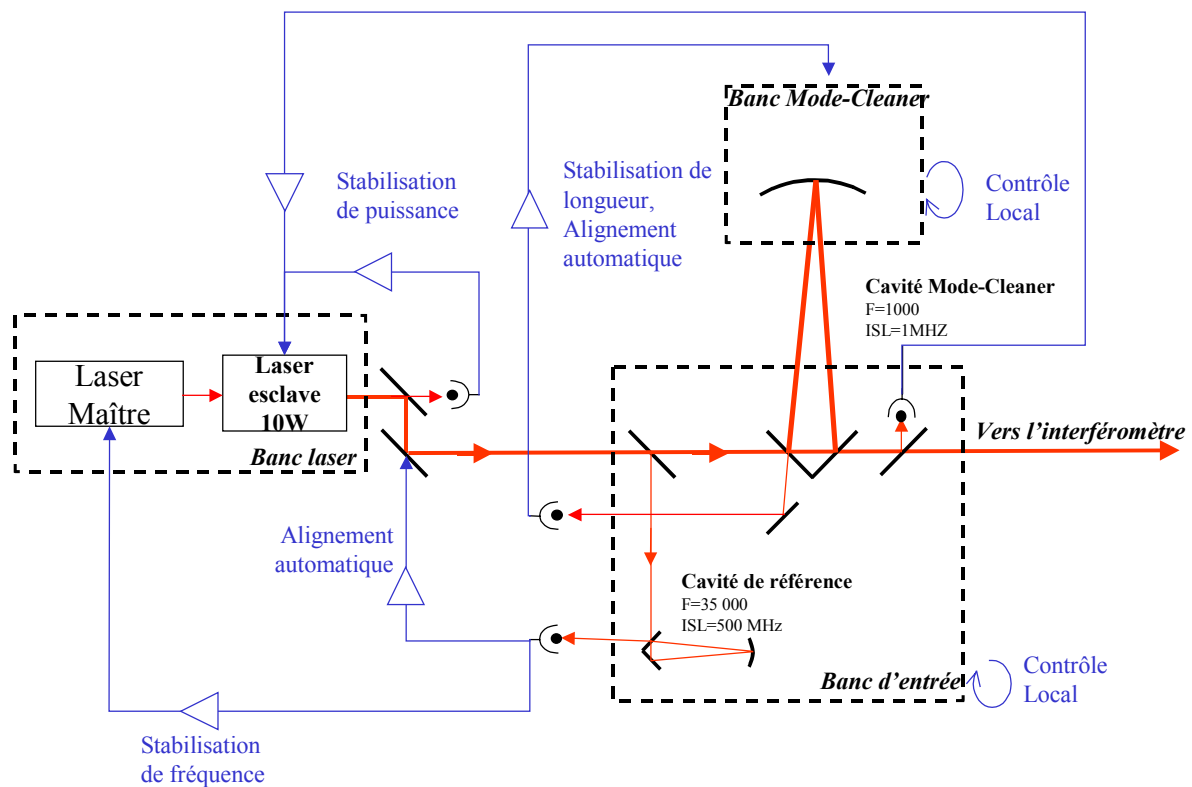 Banc Mode-Cleaner
Stabilisation
de puissance
Stabilisation de
longueur,
Alignement
automatique
Contrôle
Local
Cavité Mode-Cleaner
F=1000
ISL=1MHZ
Laser
Maître
Laser
esclave
10W
Banc laser
Vers l’interféromètre
Alignement
automatique
Cavité de référence
F=35 000
ISL=500 MHz
Banc d’entrée
Contrôle
Local
Stabilisation
de fréquence